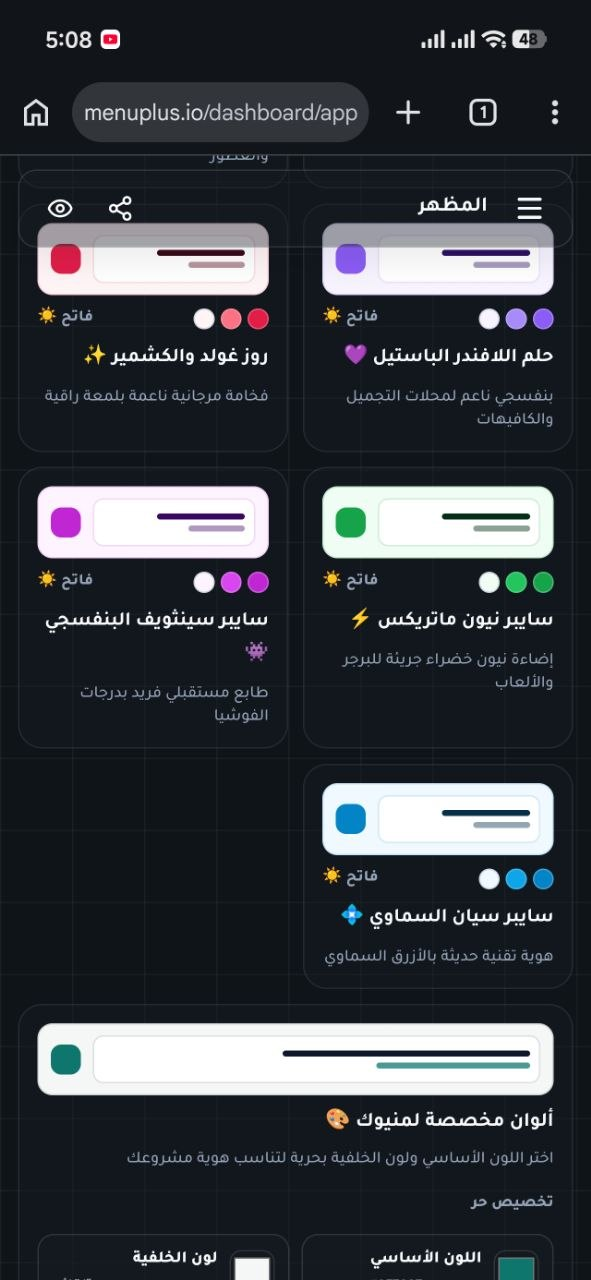 5:08
48
menuplus.io/dashboard/app
1
والعطور
المظهر
فاتح ☀️
حلم اللافندر الباستيل 💜
بنفسجي ناعم لمحلات التجميل
والكافيهات
فاتح ☀️
روز غولد والكشمير ✨
فخامة مرجانية ناعمة بلمعة راقية
فاتح ☀️
سايبر نيون ماتريكس ⚡
إضاءة نيون خضراء جريئة للبرجر
والألعاب
فاتح ☀️
سايبر سينثويف البنفسجي
👾
طابع مستقبلي فريد بدرجات
الفوشيا
فاتح ☀️
سايبر سيان السماوي 💠
هوية تقنية حديثة بالأزرق السماوي
ألوان مخصصة لمنيوك 🎨
اختر اللون الأساسي ولون الخلفية بحرية لتناسب هوية مشروعك
تخصيص حر
اللون الأساسي
لون الخلفية